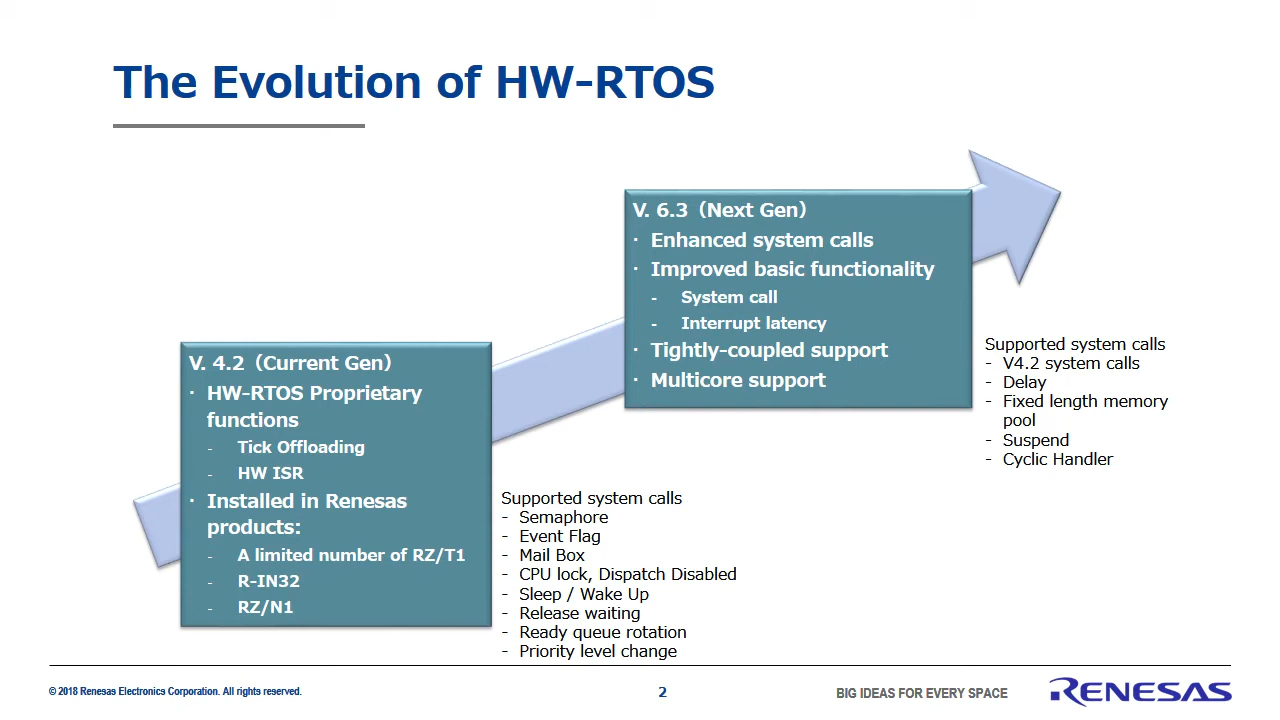 The Evolution of HW-RTOS
V. 6.3（Next Gen）
· Enhanced system calls
· Improved basic functionality
- System call
- Interrupt latency
· Tightly-coupled support
· Multicore support
V. 4.2（Current Gen）
· HW-RTOS Proprietary
functions
- Tick Offloading
- HW ISR
· Installed in Renesas
products:
- A limited number of RZ/T1
- R-IN32
- RZ/N1
Supported system calls
- V4.2 system calls
- Delay
- Fixed length memory
pool
- Suspend
- Cyclic Handler
Supported system calls
- Semaphore
- Event Flag
- Mail Box
- CPU lock, Dispatch Disabled
- Sleep / Wake Up
- Release waiting
- Ready queue rotation
- Priority level change
© 2018 Renesas Electronics Corporation. All rights reserved.
2
BIG IDEAS FOR EVERY SPACE
RENESAS